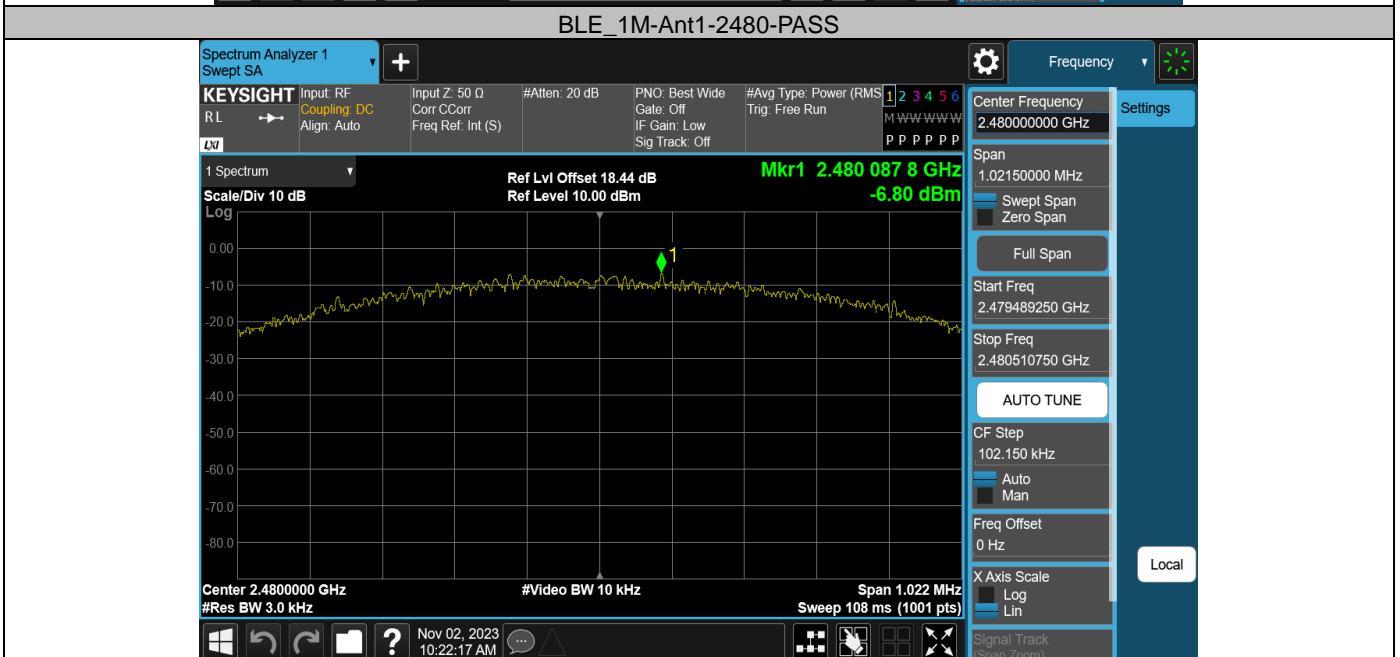 BLE_1M-Ant1-2480-PASS
Spectrum Analyzer 1
Swept SA
Frequency
KEYSIGHT
RL
LXI
Input: RF
Coupling: DC
Align: Auto
Input Z: 50 Ω
Corr CCorr
Freq Ref: Int (S)
#Atten: 20 dB
PNO: Best Wide
Gate: Off
IF Gain: Low
Sig Track: Off
#Avg Type: Power (RMS
Trig: Free Run
1 2 3 4 5 6
M W W W W W
P P P P P P
1 Spectrum
Scale/Div 10 dB
Log
Ref Lvl Offset 18.44 dB
Ref Level 10.00 dBm
Mkr1 2.480 087 8 GHz
-6.80 dBm
1
0.00
-10.0
-20.0
-30.0
-40.0
-50.0
-60.0
-70.0
-80.0
Center 2.4800000 GHz
#Res BW 3.0 kHz
#Video BW 10 kHz
Span 1.022 MHz
Sweep 108 ms (1001 pts)
?
Nov 02, 2023
10:22:17 AM
Center Frequency
2.480000000 GHz
Span
1.02150000 MHz
Swept Span
Zero Span
Full Span
Start Freq
2.479489250 GHz
Stop Freq
2.480510750 GHz
AUTO TUNE
CF Step
102.150 kHz
Auto
Man
Freq Offset
0 Hz
X Axis Scale
Log
Lin
Signal Track
(Span Zoom)
Settings
Local